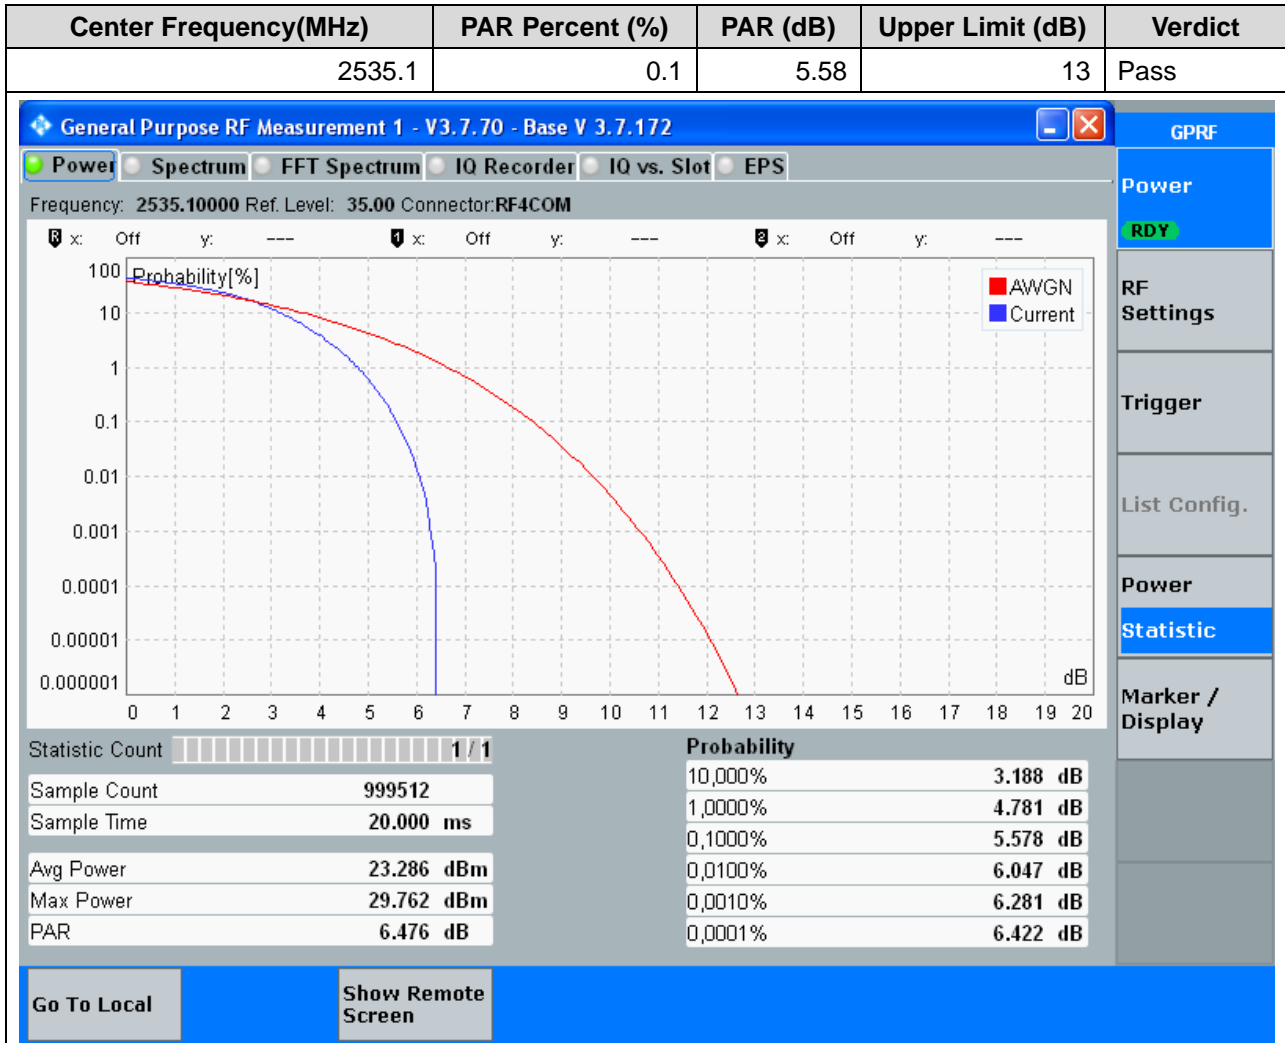 Center Frequency(MHz) PAR Percent (%) PAR (dB) Upper Limit (dB) Verdict
2535.1 0.1 5.58 13 Pass
General Purpose RF Measurement 1 - V3.7.70 - Base V 3.7.172
GPRF
Power Spectrum FFT Spectrum IQ Recorder IQ vs. Slot EPS
Frequency: 2535.10000 Ref. Level: 35.00 Connector:RF4COM
R x: Off y: --- 1 x: Off y: --- 2 x: Off y: ---
Probability[%]
AWGN
Current
100
10
1
0.1
0.01
0.001
0.0001
0.00001
0.000001
dB
0 1 2 3 4 5 6 7 8 9 10 11 12 13 14 15 16 17 18 19 20
Statistic Count 1 / 1
Sample Count 999512
Sample Time 20.000 ms
Avg Power 23.286 dBm
Max Power 29.762 dBm
PAR 6.476 dB
Probability
10,000% 3.188 dB
1,0000% 4.781 dB
0,1000% 5.578 dB
0,0100% 6.047 dB
0,0010% 6.281 dB
0,0001% 6.422 dB
Power
RDY
RF
Settings
Trigger
List Config.
Power
Statistic
Marker /
Display
Go To Local
Show Remote
Screen